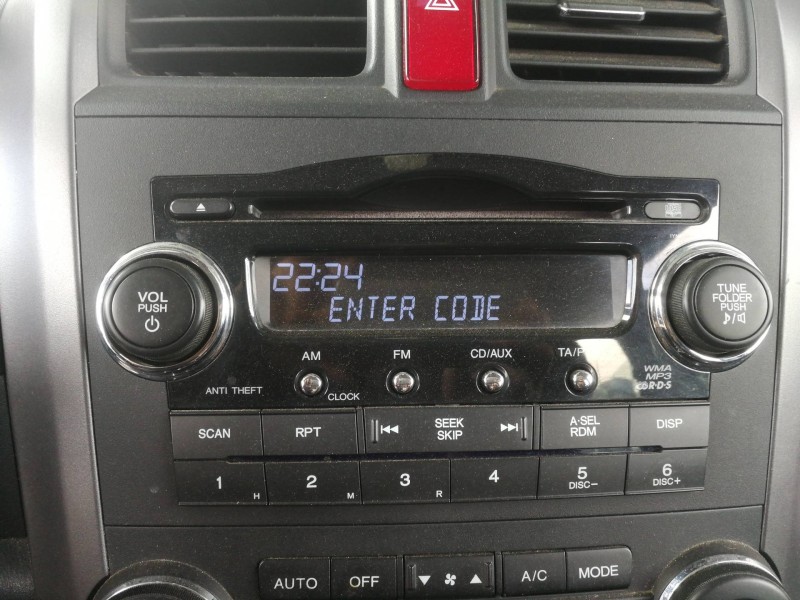 22:24
ENTER CODE
VOL
PUSH
TUNE
FOLDER
PUSH
AM
FM
CD/AUX
ANTI THEFT
CLOCK
WMA
MP3
R·D·S
SCAN
RPT
SEEK
SKIP
A·SEL
RDM
DISP
1 H
2 M
3 R
4
5
DISC−
6
DISC+
AUTO
OFF
A/C
MODE